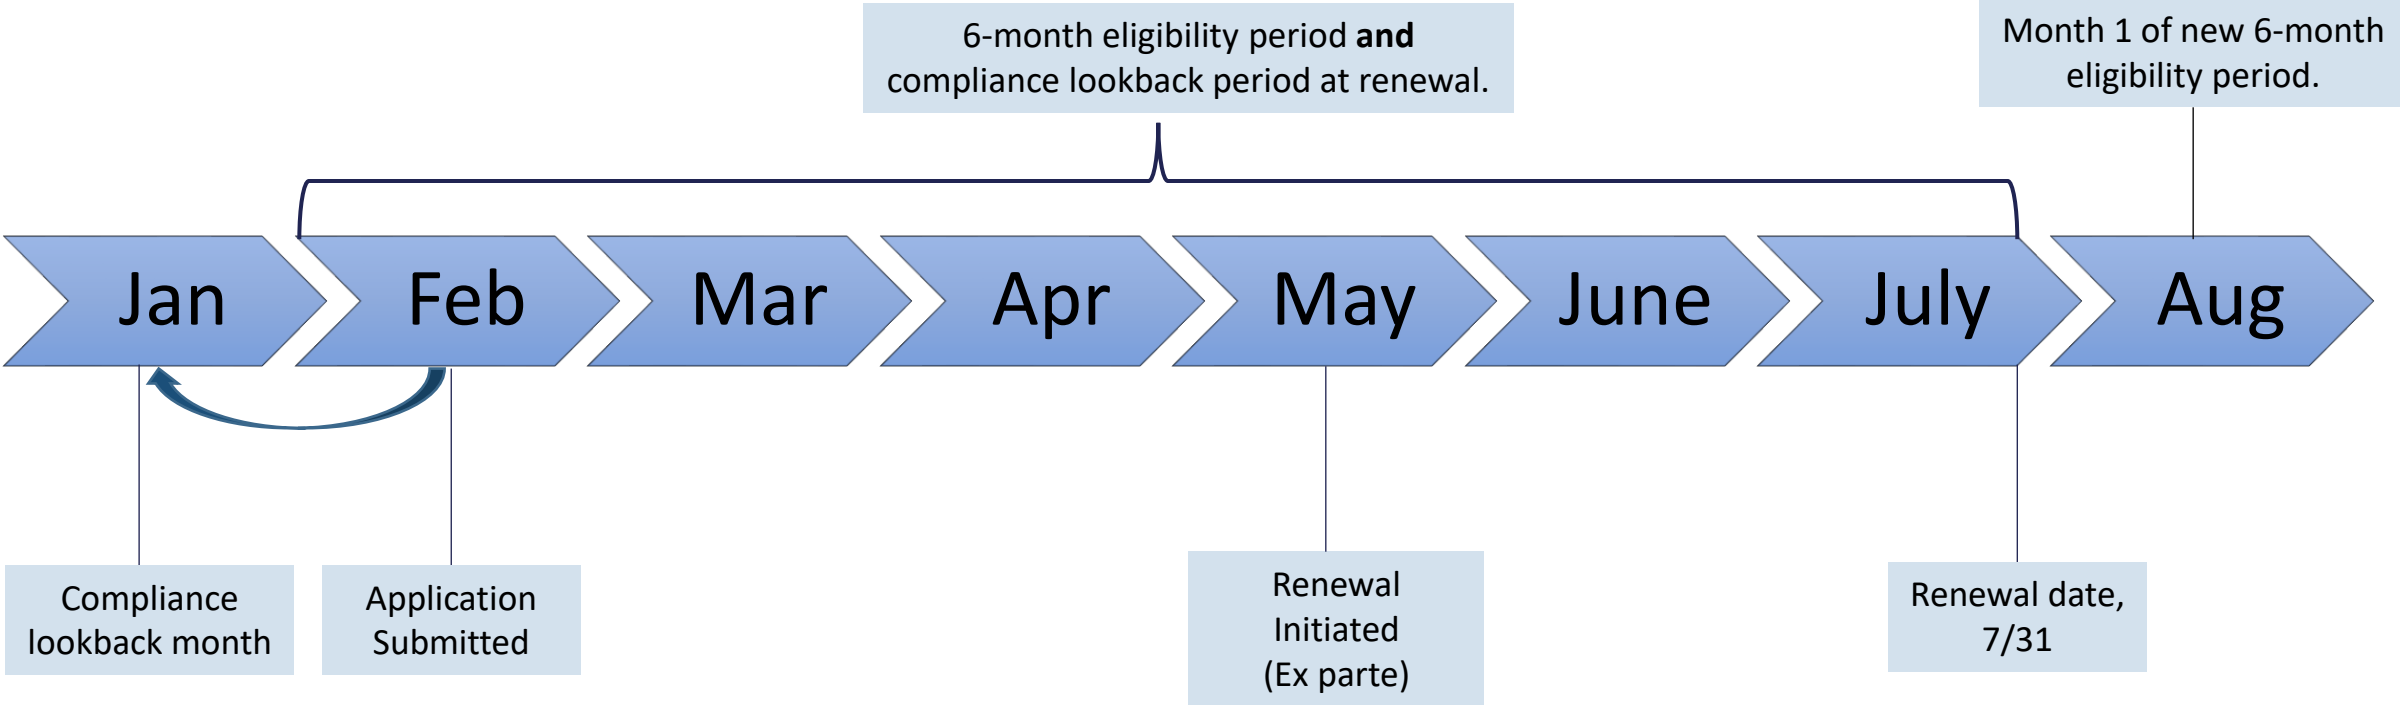 6-month eligibility period and
compliance lookback period at renewal.
Month 1 of new 6-month
eligibility period.
Jan
Feb
Mar
Apr
May
June
July
Aug
Compliance
lookback month
Application
Submitted
Renewal
Initiated
(Ex parte)
Renewal date,
7/31